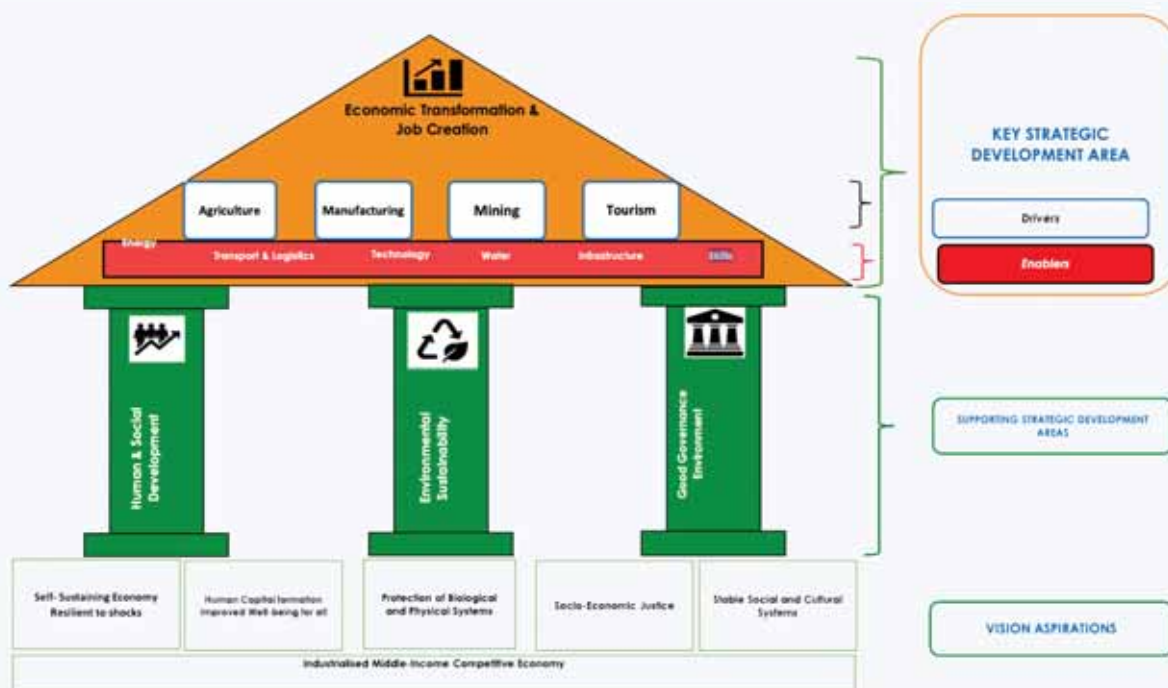 Economic Transformation &
Job Creation
Agriculture
Manufacturing
Mining
Tourism
Energy
Transport & Logistics
Technology
Water
Infrastructure
Skills
KEY STRATEGIC
DEVELOPMENT AREA
Drivers
Enablers
Human & Social
Development
Environmental
Sustainability
Good Governance
Environment
SUPPORTING STRATEGIC DEVELOPMENT
AREAS
Self- Sustaining Economy
Resilient to shocks
Human Capital formation
Improved Well-being for all
Protection of Biological
and Physical Systems
Socio-Economic Justice
Stable Social and Cultural
Systems
VISION ASPIRATIONS
Industrialised Middle-Income Competitive Economy